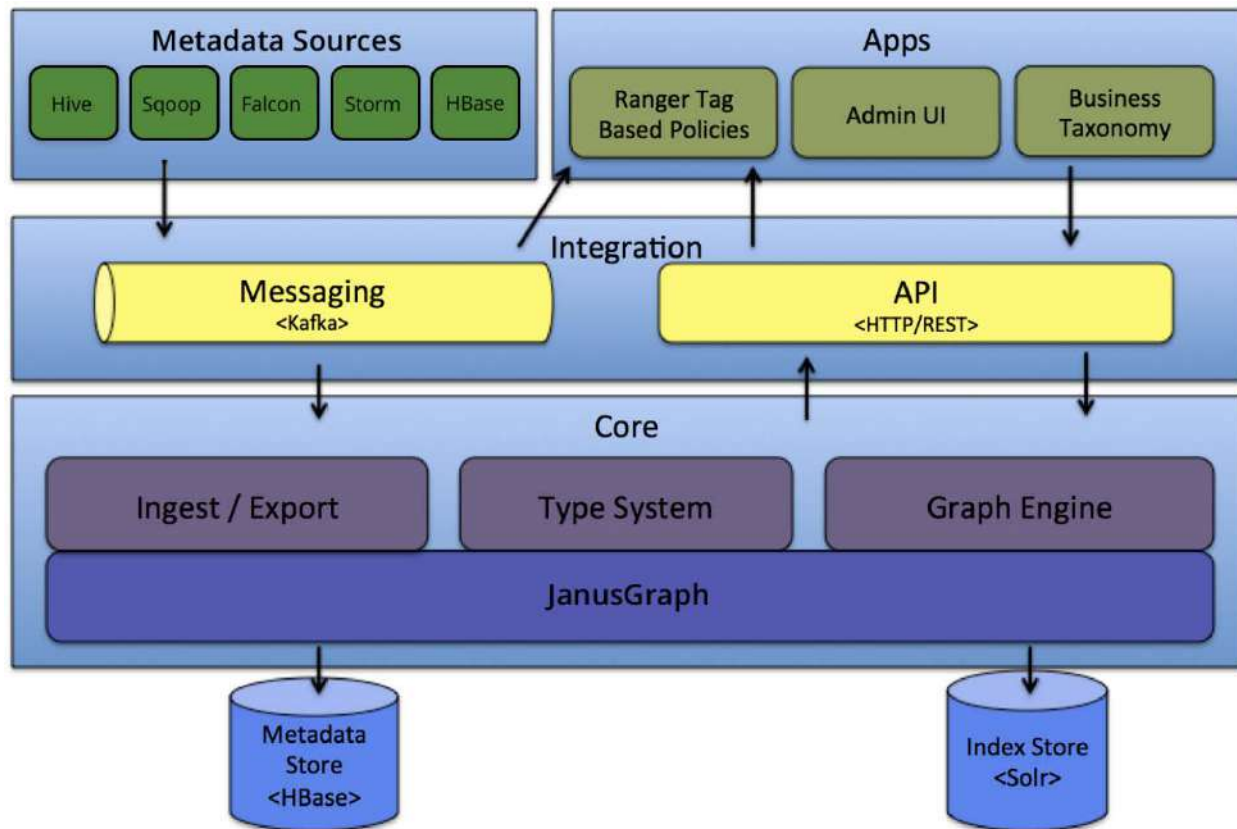 Metadata Sources
Hive
Sqoop
Falcon
Storm
HBase
Apps
Ranger Tag
Based Policies
Admin UI
Business
Taxonomy
Integration
Messaging
<Kafka>
API
<HTTP/REST>
Core
Ingest / Export
Type System
Graph Engine
JanusGraph
Metadada
Store
<HBase>
Index Store
<Solr>